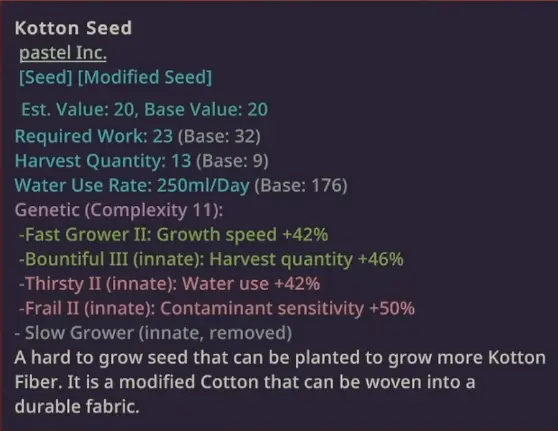 Kotton Seed
pastel Inc.
[Seed] [Modified Seed]
Est. Value: 20, Base Value: 20
Required Work: 23 (Base: 32)
Harvest Quantity: 13 (Base: 9)
Water Use Rate: 250ml/Day (Base: 176)
Genetic (Complexity 11):
-Fast Grower II: Growth speed +42%
-Bountiful III (innate): Harvest quantity +46%
-Thirsty II (innate): Water use +42%
-Frail II (innate): Contaminant sensitivity +50%
- Slow Grower (innate, removed)
A hard to grow seed that can be planted to grow more Kotton
Fiber. It is a modified Cotton that can be woven into a
durable fabric.